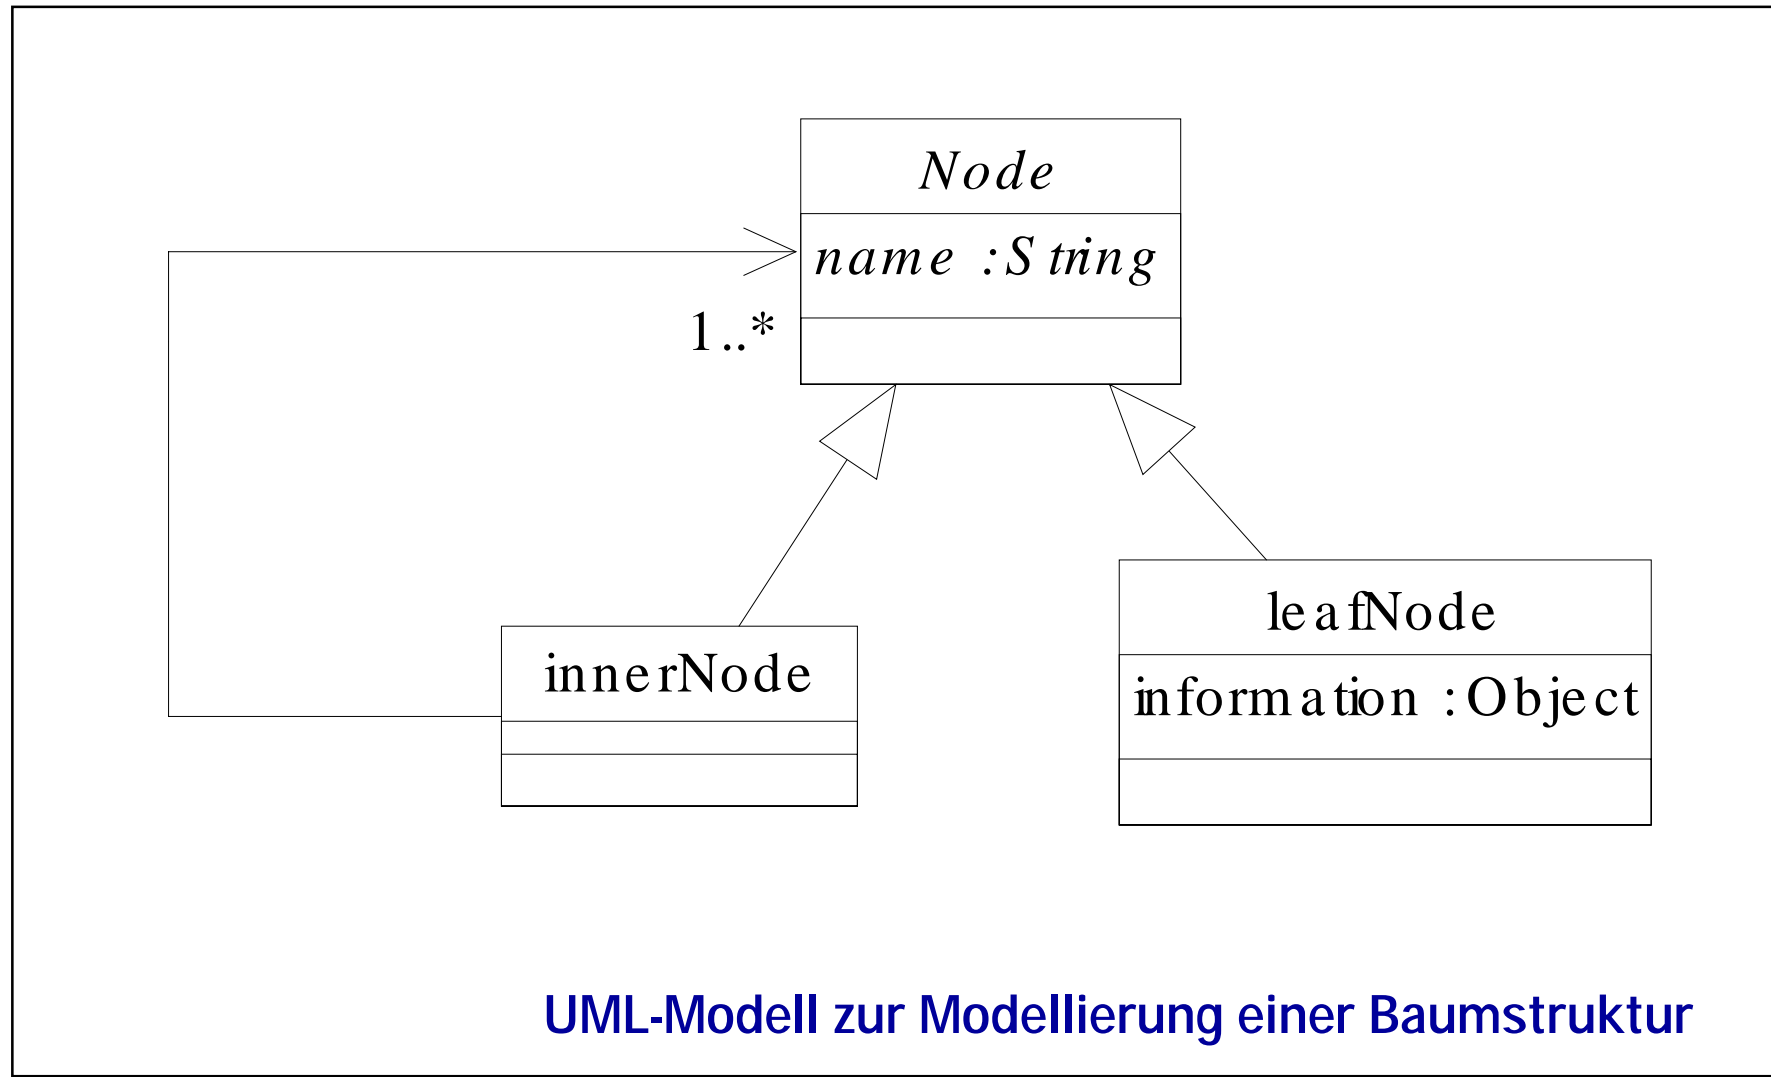 Node
name :String
1..*
innerNode
leafNode
information :Object
UML-Modell zur Modellierung einer Baumstruktur